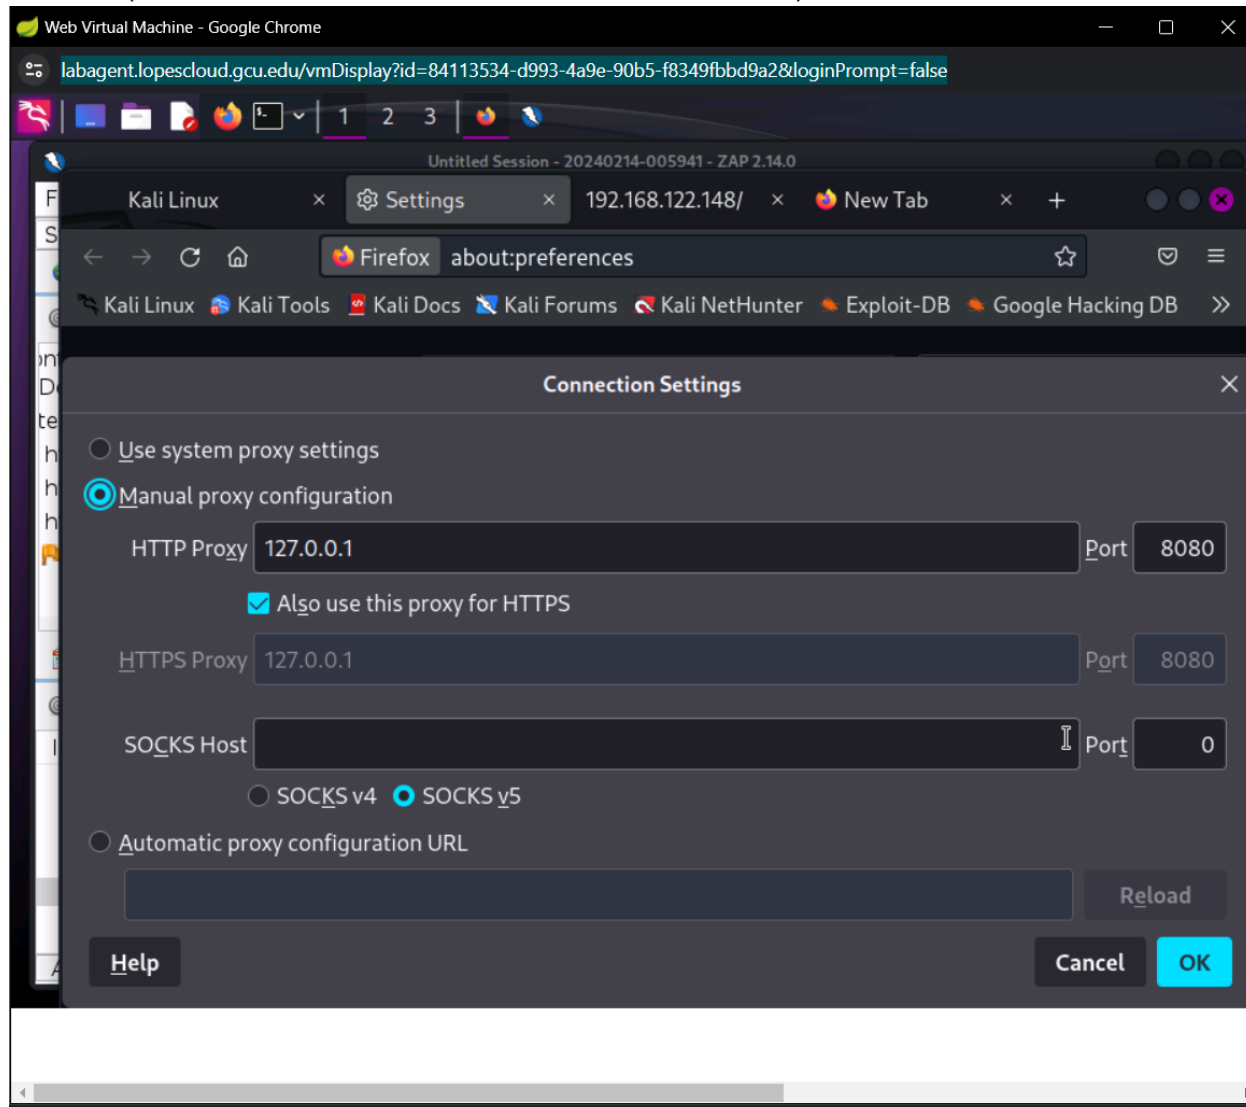 Web Virtual Machine - Google Chrome
labagent.lopescloud.gcu.edu/vmDisplay?id=84113534-d993-4a9e-90b5-f8349fbbd9a2&loginPrompt=false
1 2 3
Untitled Session - 20240214-005941 - ZAP 2.14.0
F
Kali Linux Settings 192.168.122.148/ New Tab
S
Firefox about:preferences
Kali Linux Kali Tools Kali Docs Kali Forums Kali NetHunter Exploit-DB Google Hacking DB
Connection Settings
Use system proxy settings
Manual proxy configuration
HTTP Proxy 127.0.0.1 Port 8080
Also use this proxy for HTTPS
HTTPS Proxy 127.0.0.1 Port 8080
SOCKS Host Port 0
SOCKS v4 SOCKS v5
Automatic proxy configuration URL
Reload
Help Cancel OK